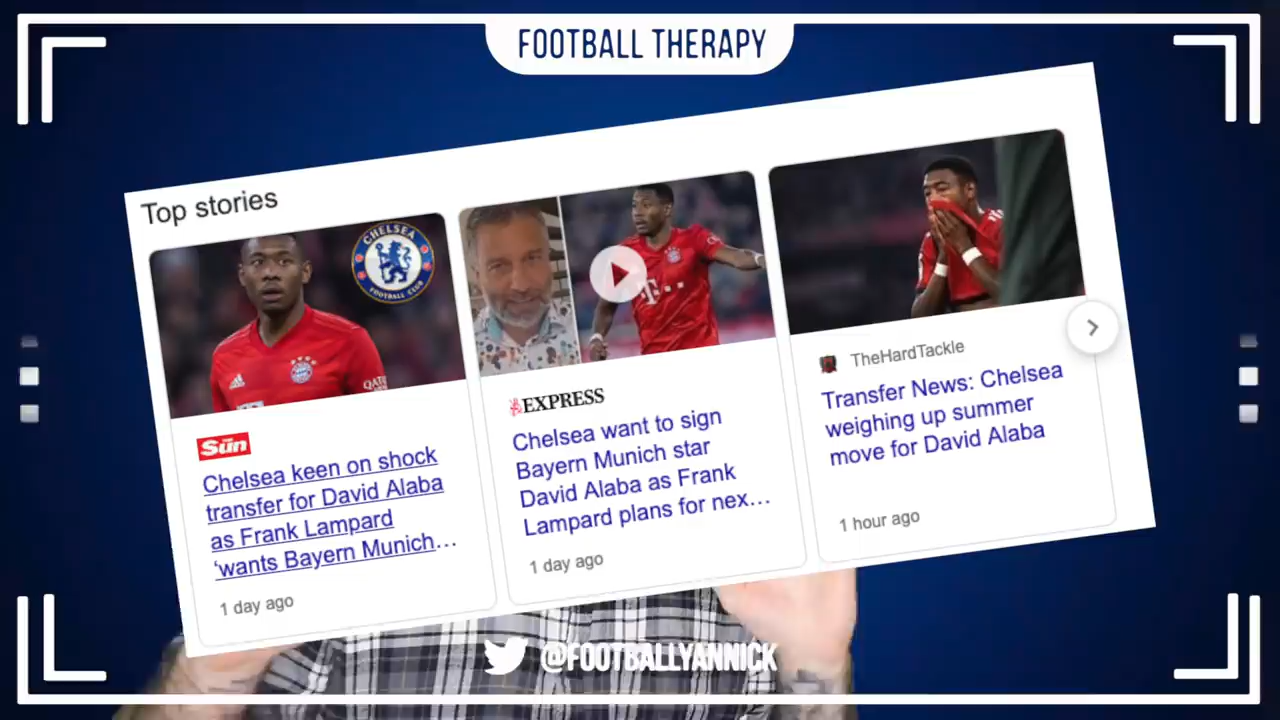 FOOTBALL THERAPY
Top stories
CHELSEA
FOOTBALL CLUB
QATA
The Sun
Chelsea keen on shock
transfer for David Alaba
as Frank Lampard
'wants Bayern Munich...
1 day ago
T
EXPRESS
Chelsea want to sign
Bayern Munich star
David Alaba as Frank
Lampard plans for nex...
1 day ago
TheHardTackle
Transfer News: Chelsea
weighing up summer
move for David Alaba
1 hour ago
@FOOTBALLYANNICK